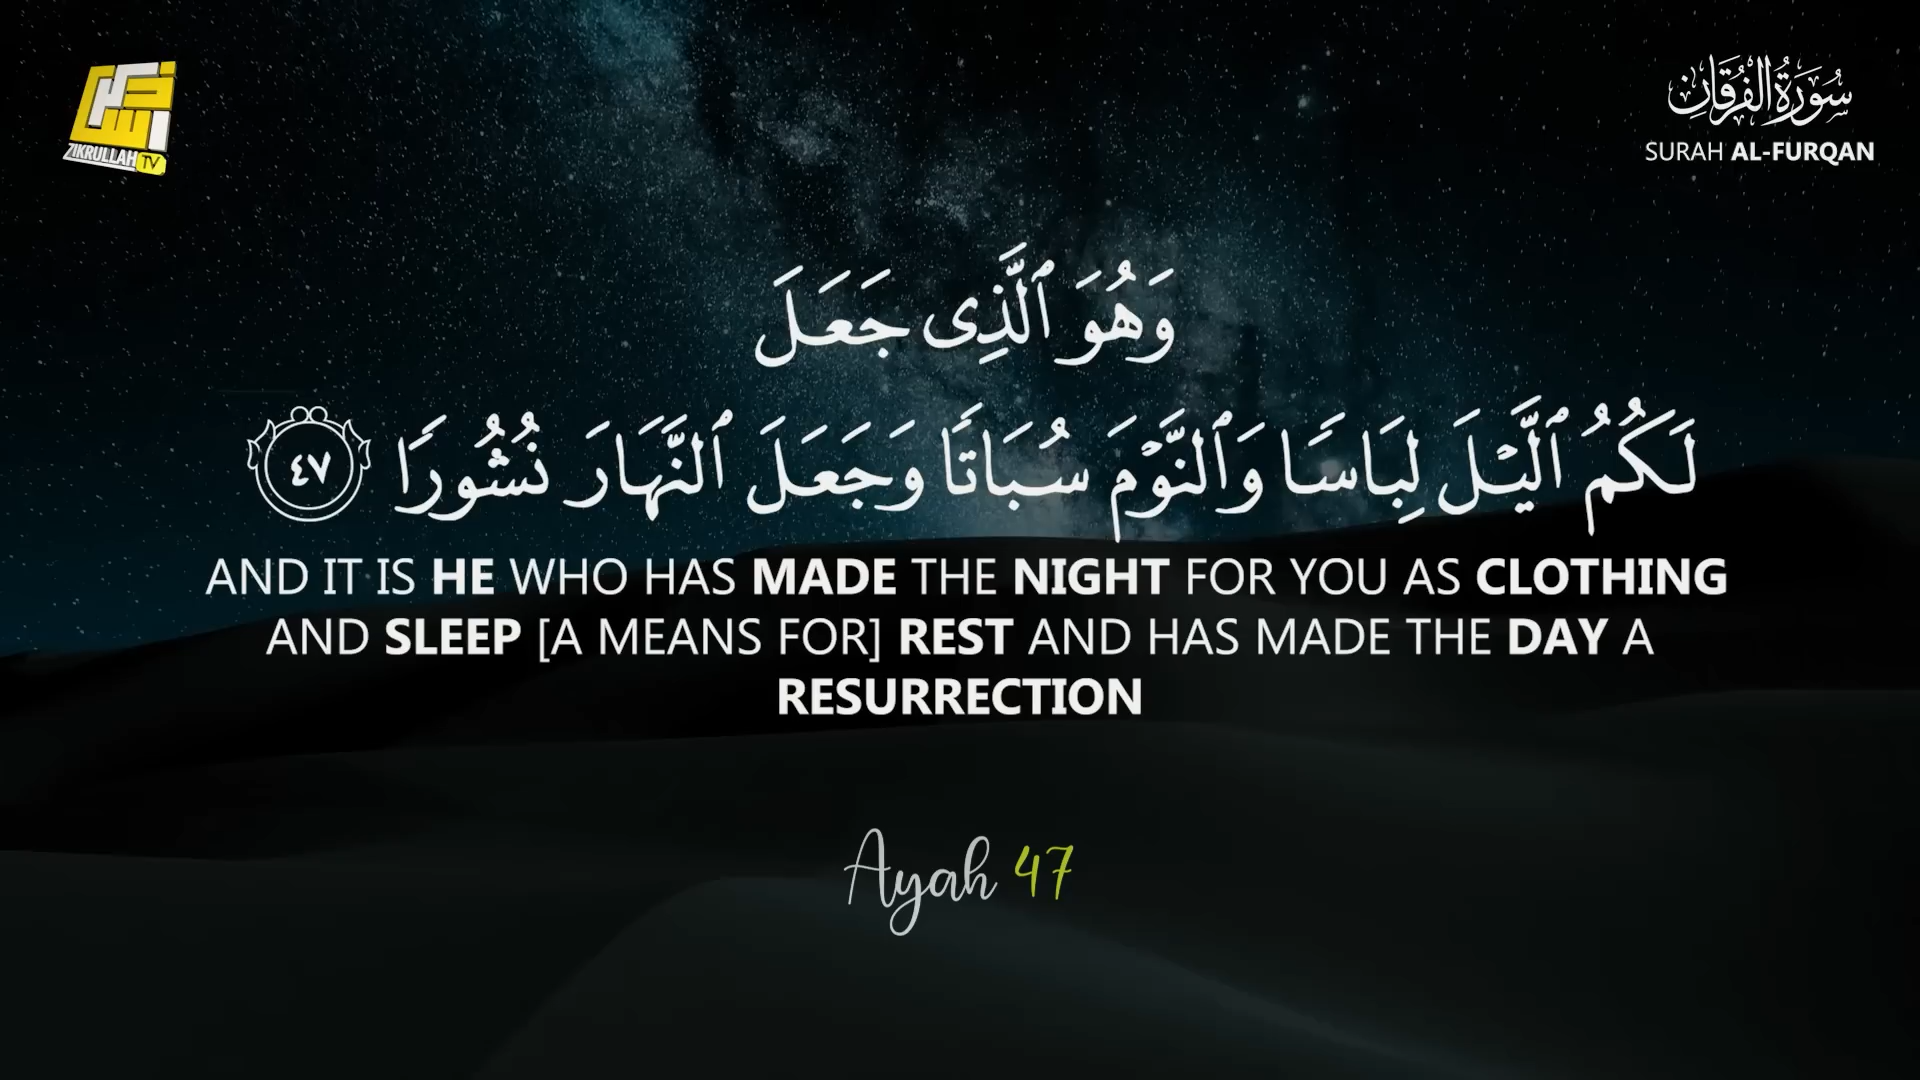 ذكر الله
ZIKRULLAH TV
سُورَةُ الفُرْقَان
SURAH AL-FURQAN
وَهُوَ ٱلَّذِى جَعَلَ
لَكُمُ ٱلَّيْلَ لِبَاسًا وَٱلنَّوْمَ سُبَاتًا وَجَعَلَ ٱلنَّهَارَ نُشُورًا ٤٧
AND IT IS HE WHO HAS MADE THE NIGHT FOR YOU AS CLOTHING
AND SLEEP [A MEANS FOR] REST AND HAS MADE THE DAY A
RESURRECTION
Ayah 47